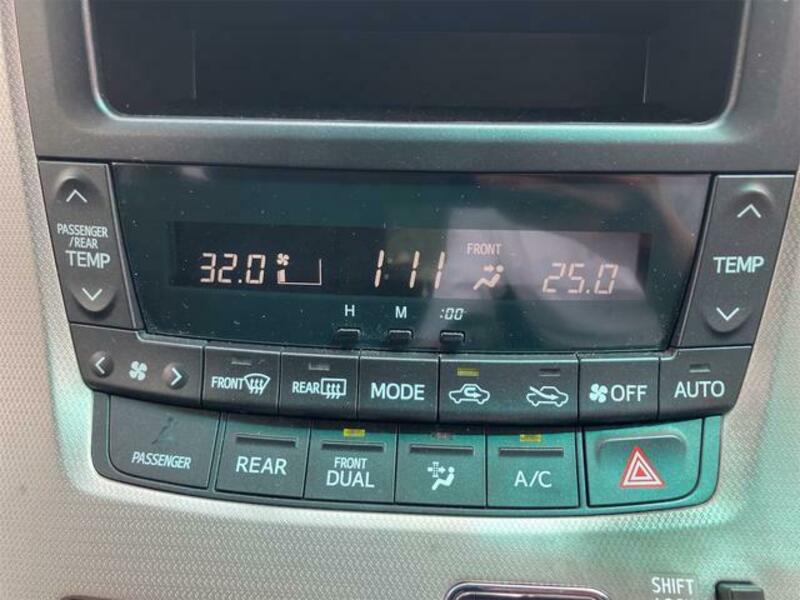 PASSENGER
/REAR
TEMP
32.0
1:11
FRONT
25.0
TEMP
H M :00
FRONT
REAR
MODE
OFF
AUTO
PASSENGER
REAR
FRONT
DUAL
A/C
SHIFT